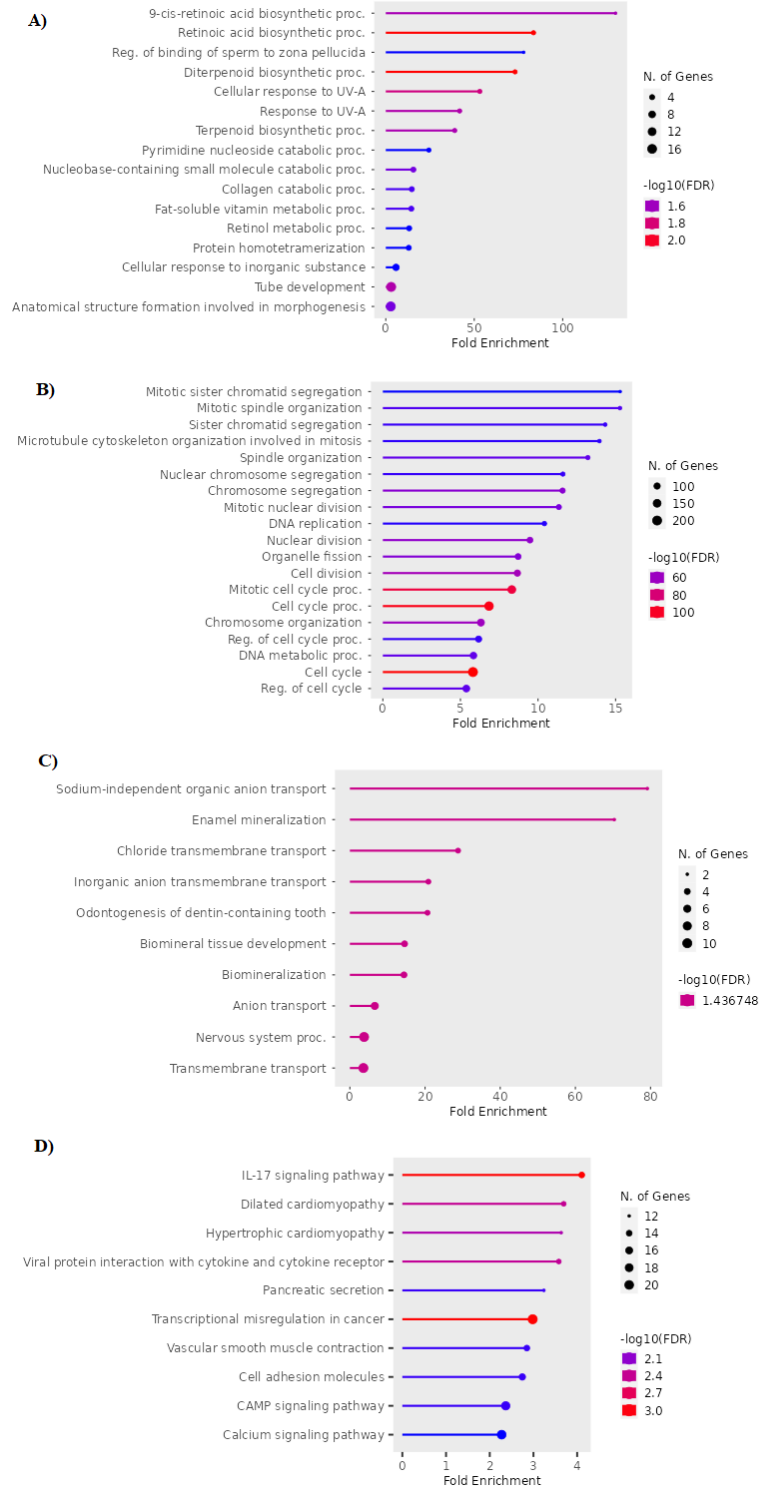 A)
9-cis-retinoic acid biosynthetic proc.
Retinoic acid biosynthetic proc.
Reg. of binding of sperm to zona pellucida
Diterpenoid biosynthetic proc.
Cellular response to UV-A
Response to UV-A
Terpenoid biosynthetic proc.
Pyrimidine nucleoside catabolic proc.
Nucleobase-containing small molecule catabolic proc.
Collagen catabolic proc.
Fat-soluble vitamin metabolic proc.
Retinol metabolic proc.
Protein homotetramerization
Cellular response to inorganic substance
Tube development
Anatomical structure formation involved in morphogenesis
0 50 100
Fold Enrichment
N. of Genes
4
8
12
16
-log10(FDR)
1.6
1.8
2.0
B)
Mitotic sister chromatid segregation
Mitotic spindle organization
Sister chromatid segregation
Microtubule cytoskeleton organization involved in mitosis
Spindle organization
Nuclear chromosome segregation
Chromosome segregation
Mitotic nuclear division
DNA replication
Nuclear division
Organelle fission
Cell division
Mitotic cell cycle proc.
Cell cycle proc.
Chromosome organization
Reg. of cell cycle proc.
DNA metabolic proc.
Cell cycle
Reg. of cell cycle
0 5 10 15
Fold Enrichment
N. of Genes
100
150
200
-log10(FDR)
60
80
100
C)
Sodium-independent organic anion transport
Enamel mineralization
Chloride transmembrane transport
Inorganic anion transmembrane transport
Odontogenesis of dentin-containing tooth
Biomineral tissue development
Biomineralization
Anion transport
Nervous system proc.
Transmembrane transport
0 20 40 60 80
Fold Enrichment
N. of Genes
2
4
6
8
10
-log10(FDR)
1.436748
D)
IL-17 signaling pathway
Dilated cardiomyopathy
Hypertrophic cardiomyopathy
Viral protein interaction with cytokine and cytokine receptor
Pancreatic secretion
Transcriptional misregulation in cancer
Vascular smooth muscle contraction
Cell adhesion molecules
CAMP signaling pathway
Calcium signaling pathway
0 1 2 3 4
Fold Enrichment
N. of Genes
12
14
16
18
20
-log10(FDR)
2.1
2.4
2.7
3.0